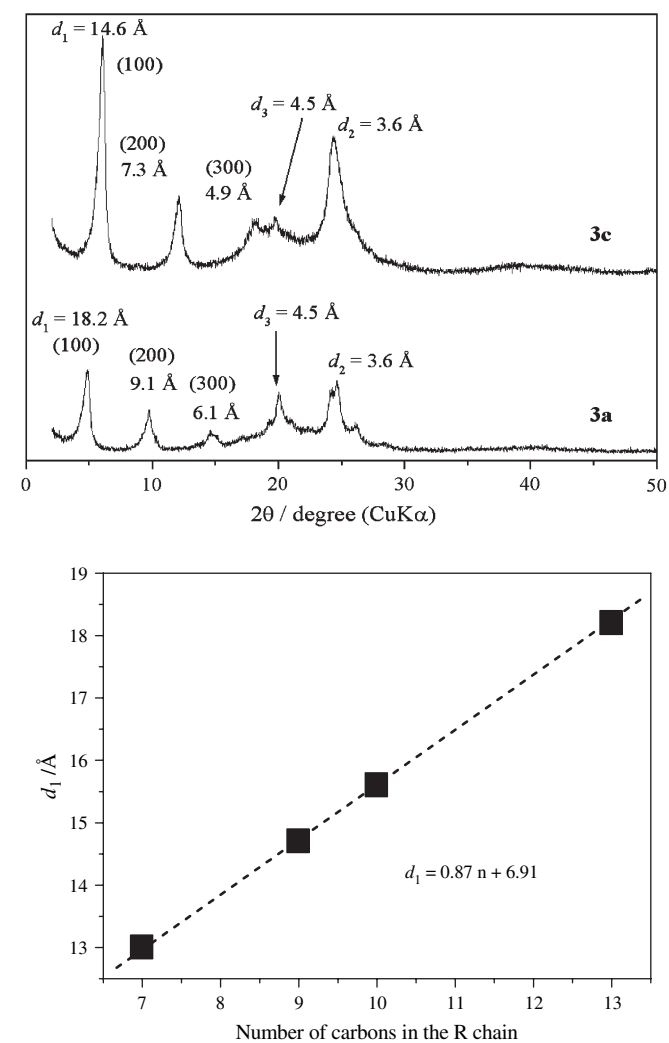 d1 = 14.6 Å
(100)
d3 = 4.5 Å
d2 = 3.6 Å
(200)
7.3 Å
(300)
4.9 Å
3c
d1 = 18.2 Å
(100)
d3 = 4.5 Å
(200)
9.1 Å
(300)
6.1 Å
d2 = 3.6 Å
3a
0 10 20 30 40 50
2θ / degree (CuKα)
19
18
17
16
15
14
13
d1 /Å
d1 = 0.87 n + 6.91
7 8 9 10 11 12 13
Number of carbons in the R chain